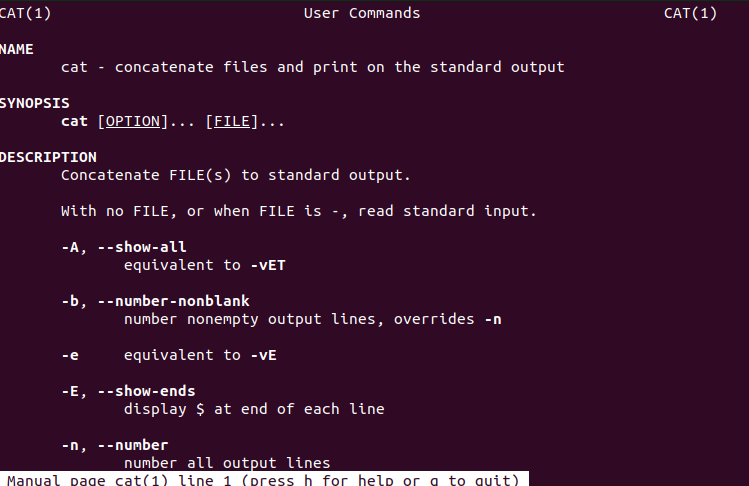 CAT(1) User Commands CAT(1)
NAME
cat - concatenate files and print on the standard output
SYNOPSIS
cat [OPTION]... [FILE]...
DESCRIPTION
Concatenate FILE(s) to standard output.
With no FILE, or when FILE is -, read standard input.
-A, --show-all
equivalent to -vET
-b, --number-nonblank
number nonempty output lines, overrides -n
-e equivalent to -vE
-E, --show-ends
display $ at end of each line
-n, --number
number all output lines
Manual page cat(1) line 1 (press h for help or q to quit)